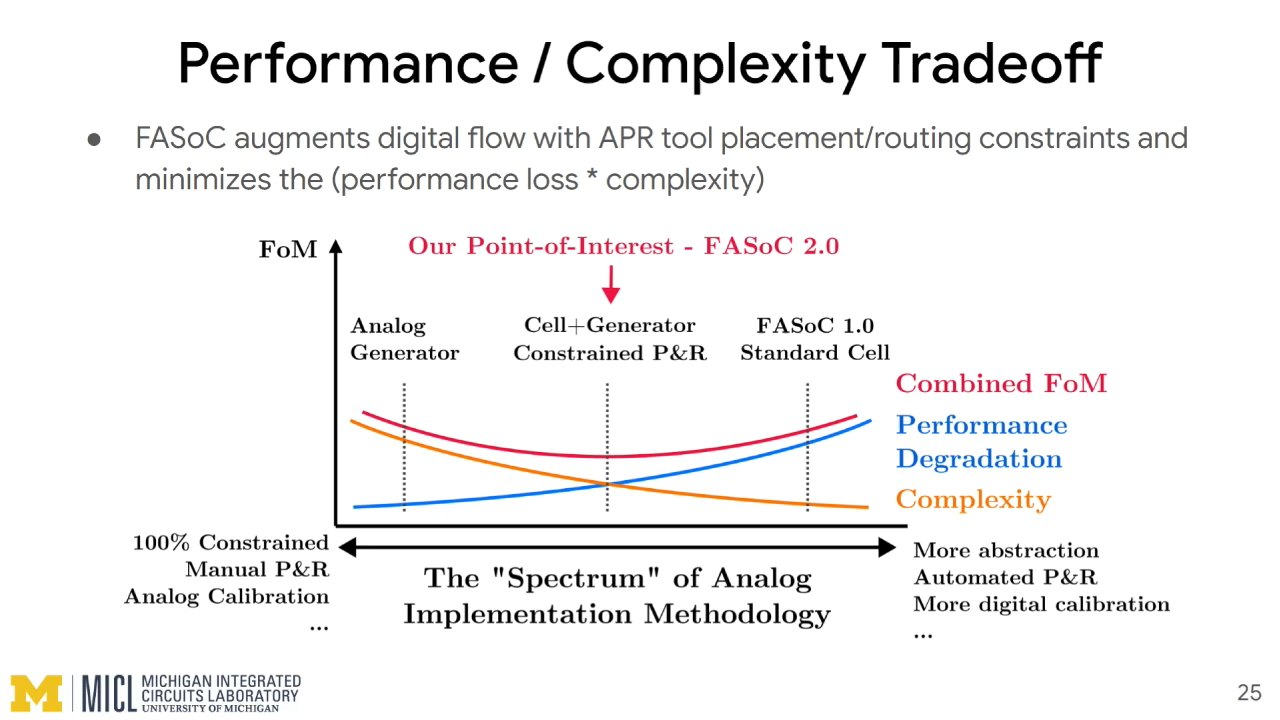 Performance / Complexity Tradeoff
● FASoC augments digital flow with APR tool placement/routing constraints and
minimizes the (performance loss * complexity)
FoM
Our Point-of-Interest - FASoC 2.0
Analog
Generator
Cell+Generator
Constrained P&R
FASoC 1.0
Standard Cell
Combined FoM
Performance
Degradation
Complexity
100% Constrained
Manual P&R
Analog Calibration
...
The "Spectrum" of Analog
Implementation Methodology
More abstraction
Automated P&R
More digital calibration
...
M
MICL
MICHIGAN INTEGRATED
CIRCUITS LABORATORY
UNIVERSITY OF MICHIGAN
25